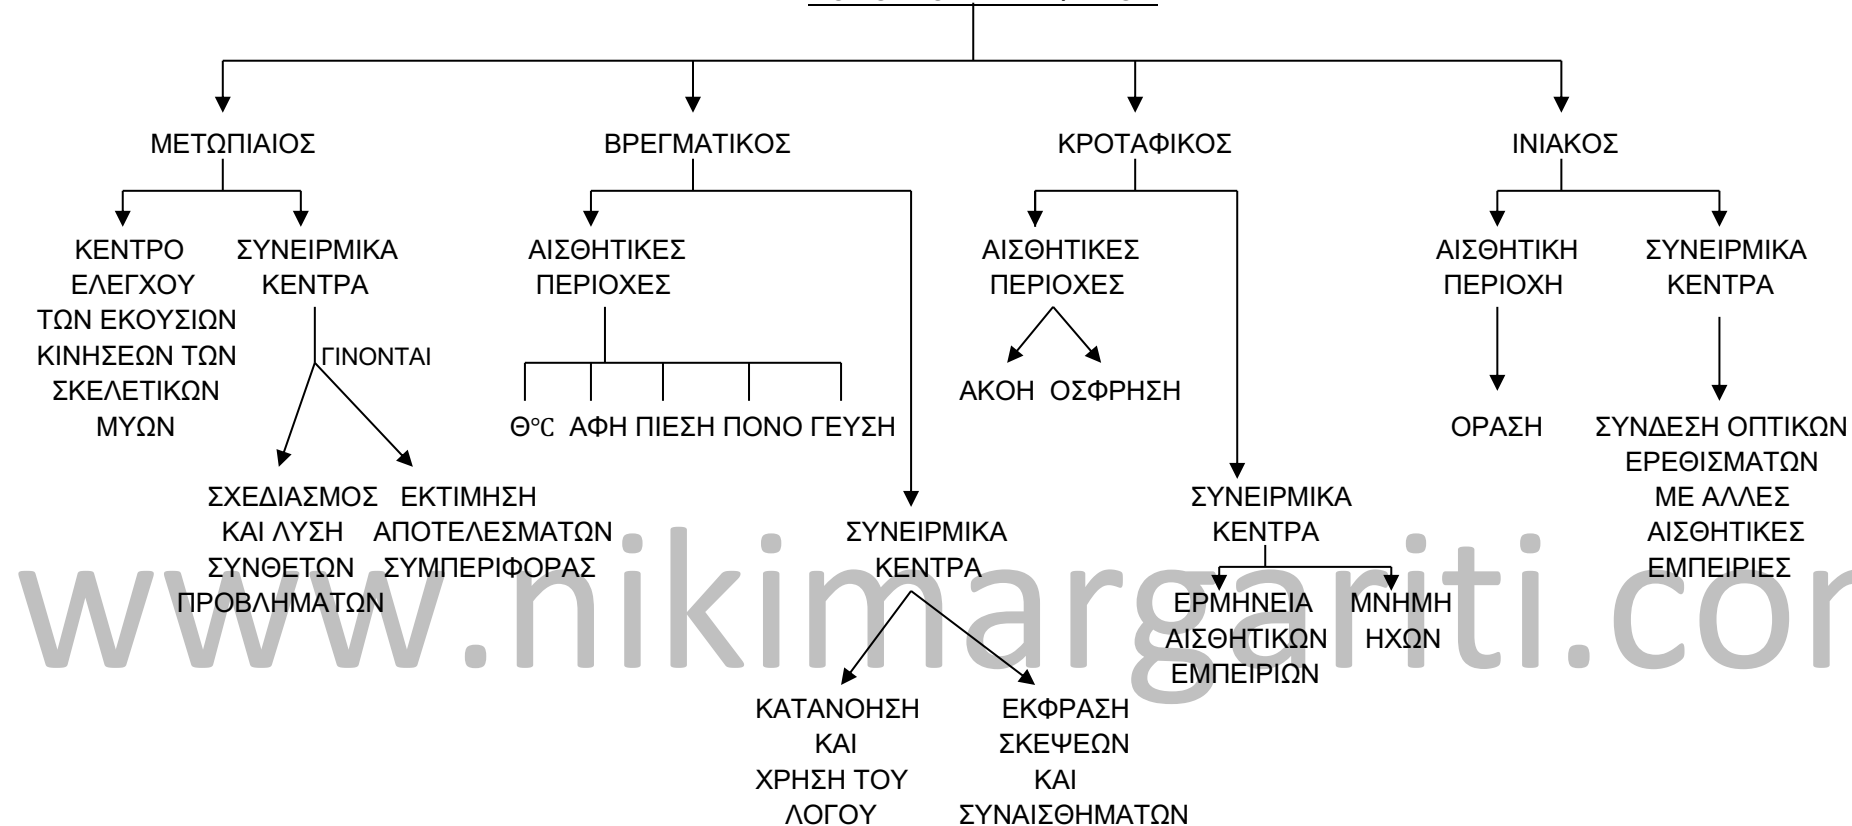 ΜΕΤΩΠΙΑΙΟΣ
ΒΡΕΓΜΑΤΙΚΟΣ
ΚΡΟΤΑΦΙΚΟΣ
ΙΝΙΑΚΟΣ
ΚΕΝΤΡΟ
ΕΛΕΓΧΟΥ
ΤΩΝ ΕΚΟΥΣΙΩΝ
ΚΙΝΗΣΕΩΝ ΤΩΝ
ΣΚΕΛΕΤΙΚΩΝ
ΜΥΩΝ
ΣΥΝΕΙΡΜΙΚΑ
ΚΕΝΤΡΑ
ΓΙΝΟΝΤΑΙ
ΣΧΕΔΙΑΣΜΟΣ
ΚΑΙ ΛΥΣΗ
ΣΥΝΘΕΤΩΝ
ΠΡΟΒΛΗΜΑΤΩΝ
ΕΚΤΙΜΗΣΗ
ΑΠΟΤΕΛΕΣΜΑΤΩΝ
ΣΥΜΠΕΡΙΦΟΡΑΣ
ΑΙΣΘΗΤΙΚΕΣ
ΠΕΡΙΟΧΕΣ
Θ°C ΑΦΗ ΠΙΕΣΗ ΠΟΝΟ ΓΕΥΣΗ
ΣΥΝΕΙΡΜΙΚΑ
ΚΕΝΤΡΑ
ΚΑΤΑΝΟΗΣΗ
ΚΑΙ
ΧΡΗΣΗ ΤΟΥ
ΛΟΓΟΥ
ΕΚΦΡΑΣΗ
ΣΚΕΨΕΩΝ
ΚΑΙ
ΣΥΝΑΙΣΘΗΜΑΤΩΝ
ΑΙΣΘΗΤΙΚΕΣ
ΠΕΡΙΟΧΕΣ
ΑΚΟΗ ΟΣΦΡΗΣΗ
ΣΥΝΕΙΡΜΙΚΑ
ΚΕΝΤΡΑ
ΕΡΜΗΝΕΙΑ
ΑΙΣΘΗΤΙΚΩΝ
ΕΜΠΕΙΡΙΩΝ
ΜΝΗΜΗ
ΗΧΩΝ
ΑΙΣΘΗΤΙΚΗ
ΠΕΡΙΟΧΗ
ΟΡΑΣΗ
ΣΥΝΕΙΡΜΙΚΑ
ΚΕΝΤΡΑ
ΣΥΝΔΕΣΗ ΟΠΤΙΚΩΝ
ΕΡΕΘΙΣΜΑΤΩΝ
ΜΕ ΑΛΛΕΣ
ΑΙΣΘΗΤΙΚΕΣ
ΕΜΠΕΙΡΙΕΣ
www.nikimargariti.co